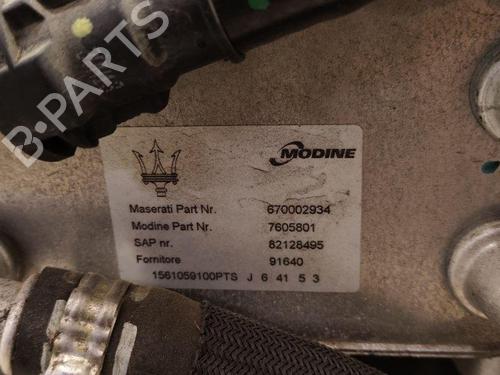 B-PARTS
MODINE
Maserati Part Nr. 670002934
Modine Part Nr. 7605801
SAP nr. 82128495
Fornitore 91640
1561059100PTS J 6 41 5 3